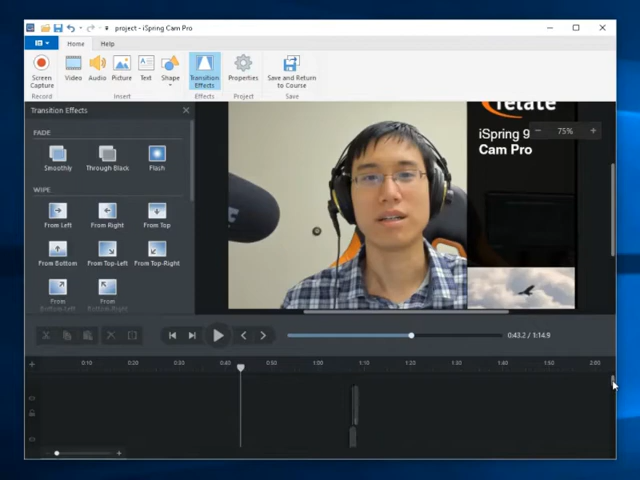 project - iSpring Cam Pro
Home Help
Screen Capture
Video
Audio
Picture
Text
Shape
Transition Effects
Properties
Save and Return to Course
Record
Insert
Effects
Project
Save
Transition Effects
FADE
Smoothly
Through Black
Flash
WIPE
From Left
From Right
From Top
From Bottom
From Top-Left
From Top-Right
From Bottom-Left
From Bottom-Right
relate
iSpring 9
Cam Pro
75%
0:43.2 / 1:14.9
0:10 0:20 0:30 0:40 0:50 1:00 1:10 1:20 1:30 1:40 1:50 2:00